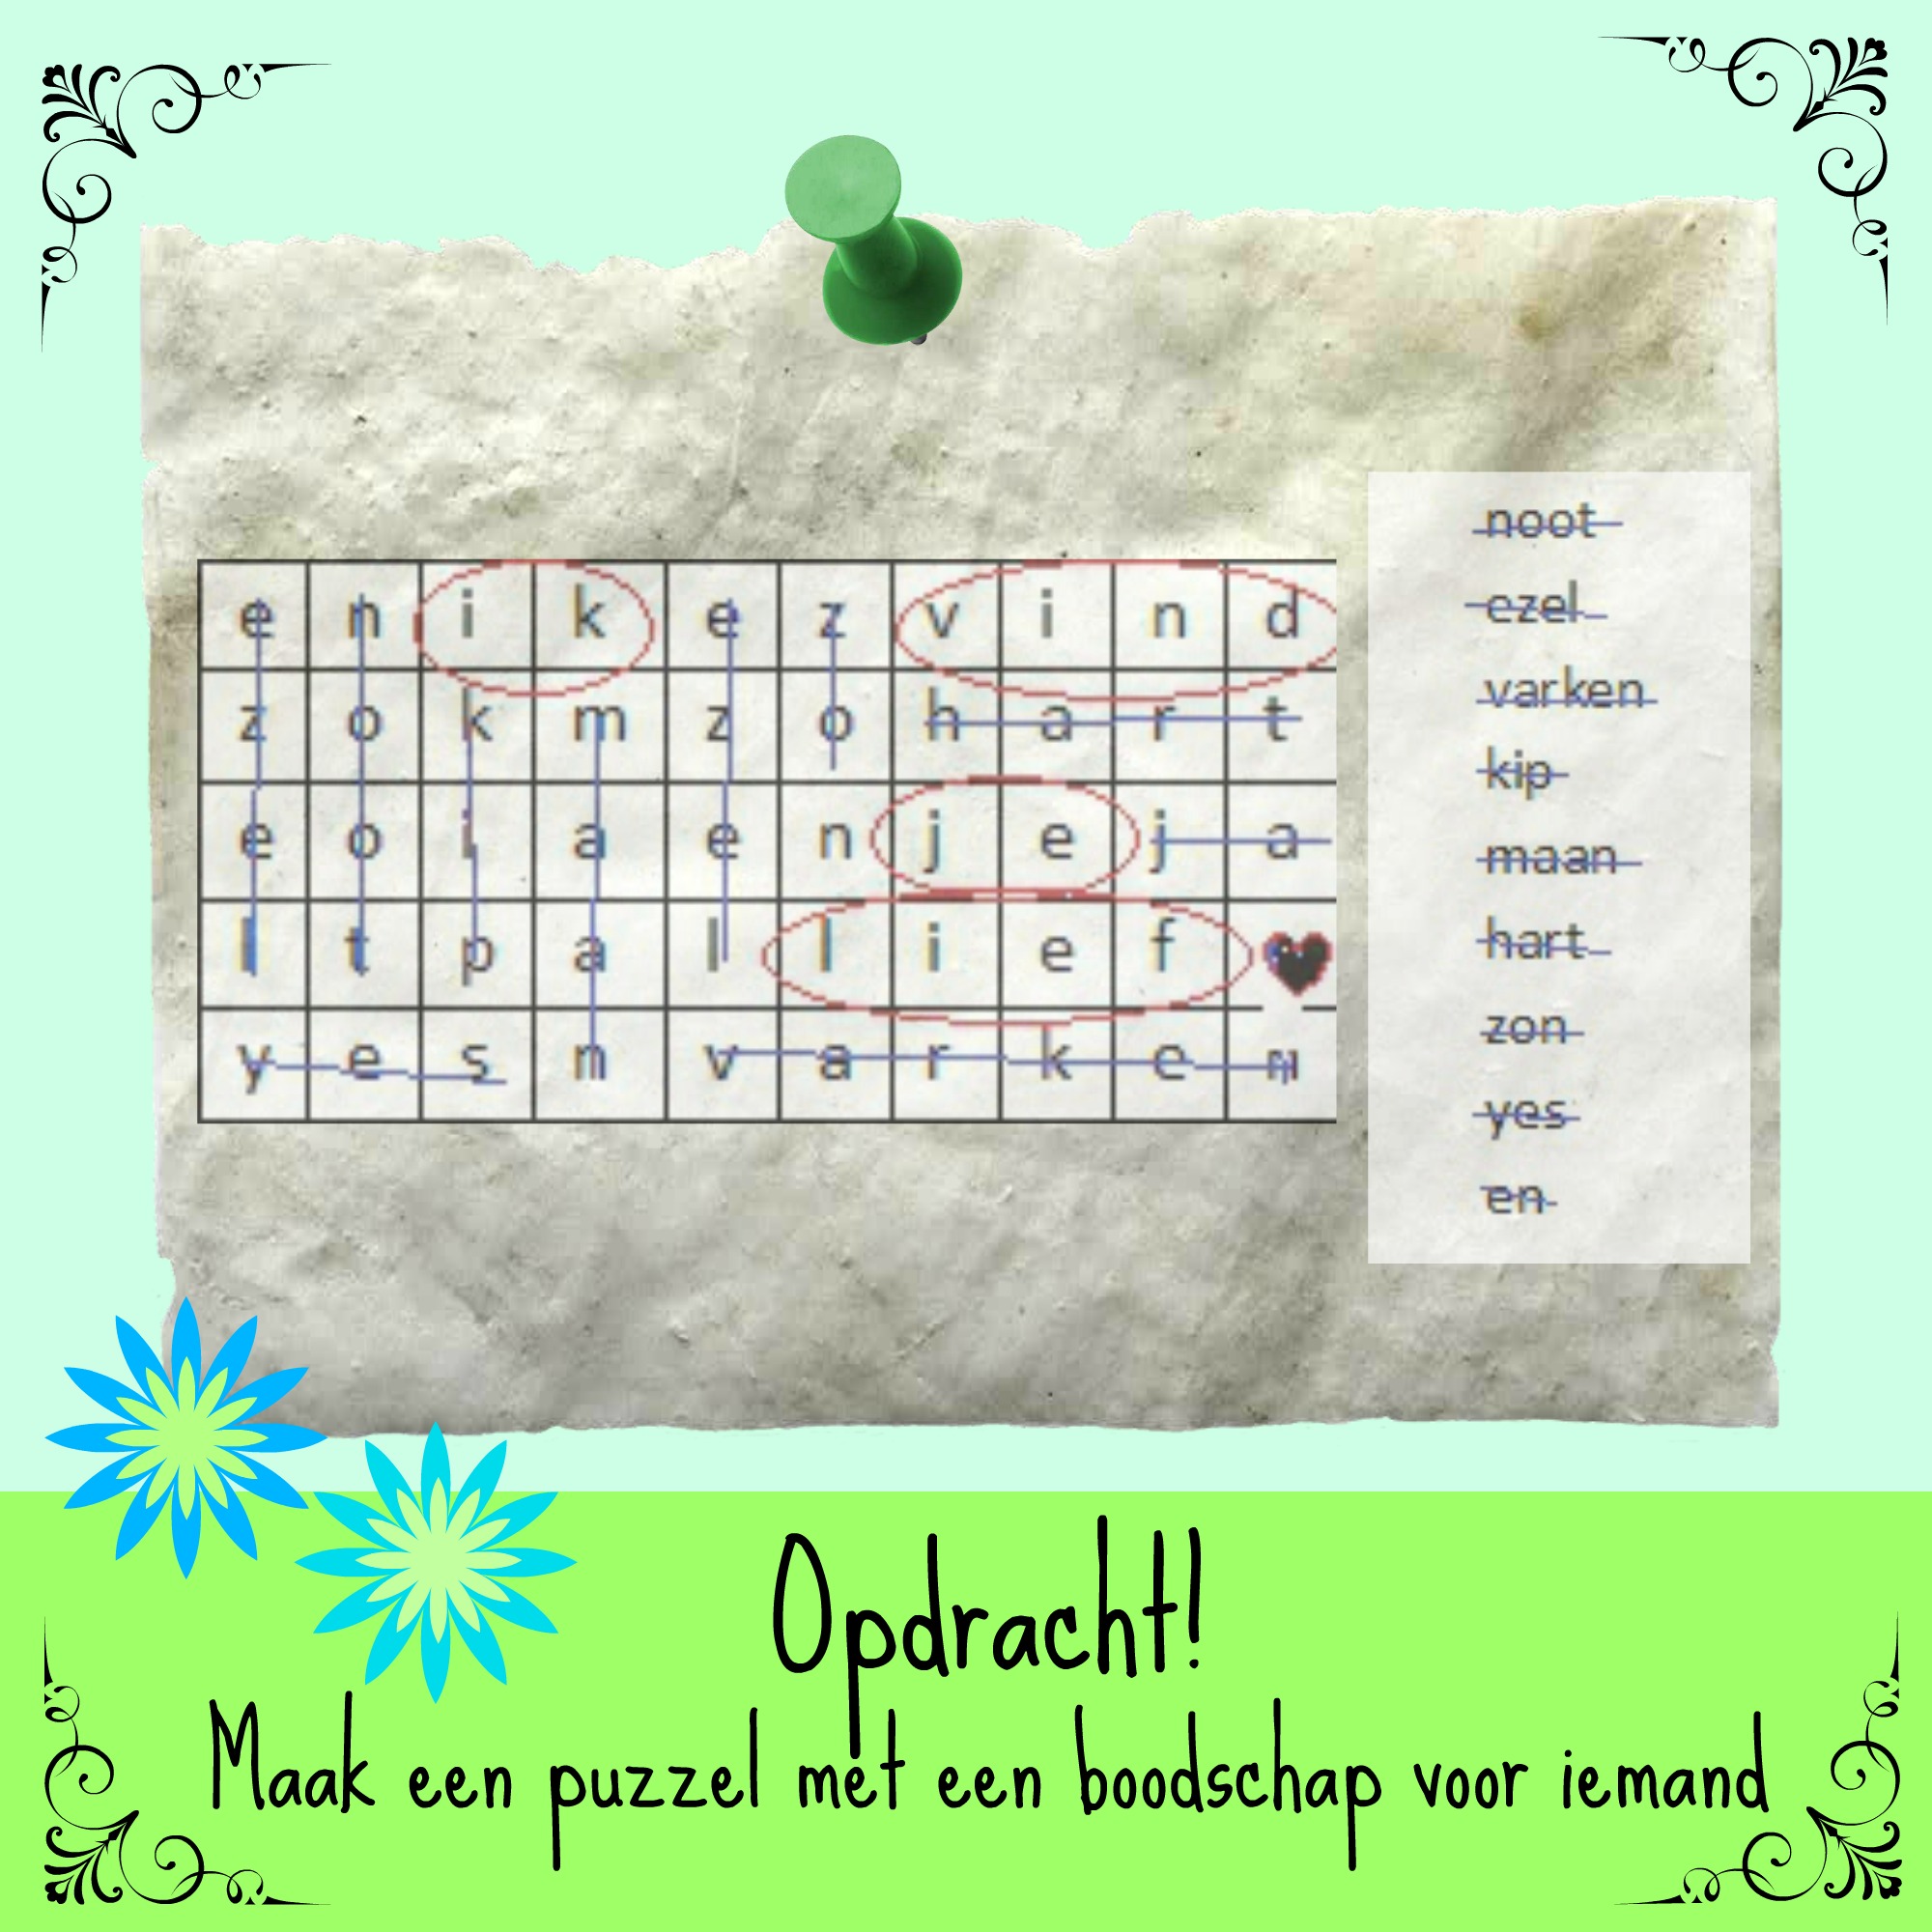 e n i k e z v i n d
z o k m z o h a r t
e o i a e n j e j a
l t p a l l i e f
y e s n v a r k e n
noot
ezel
varken
kip
maan
hart
zon
yes
en
Opdracht!
Maak een puzzel met een boodschap voor iemand